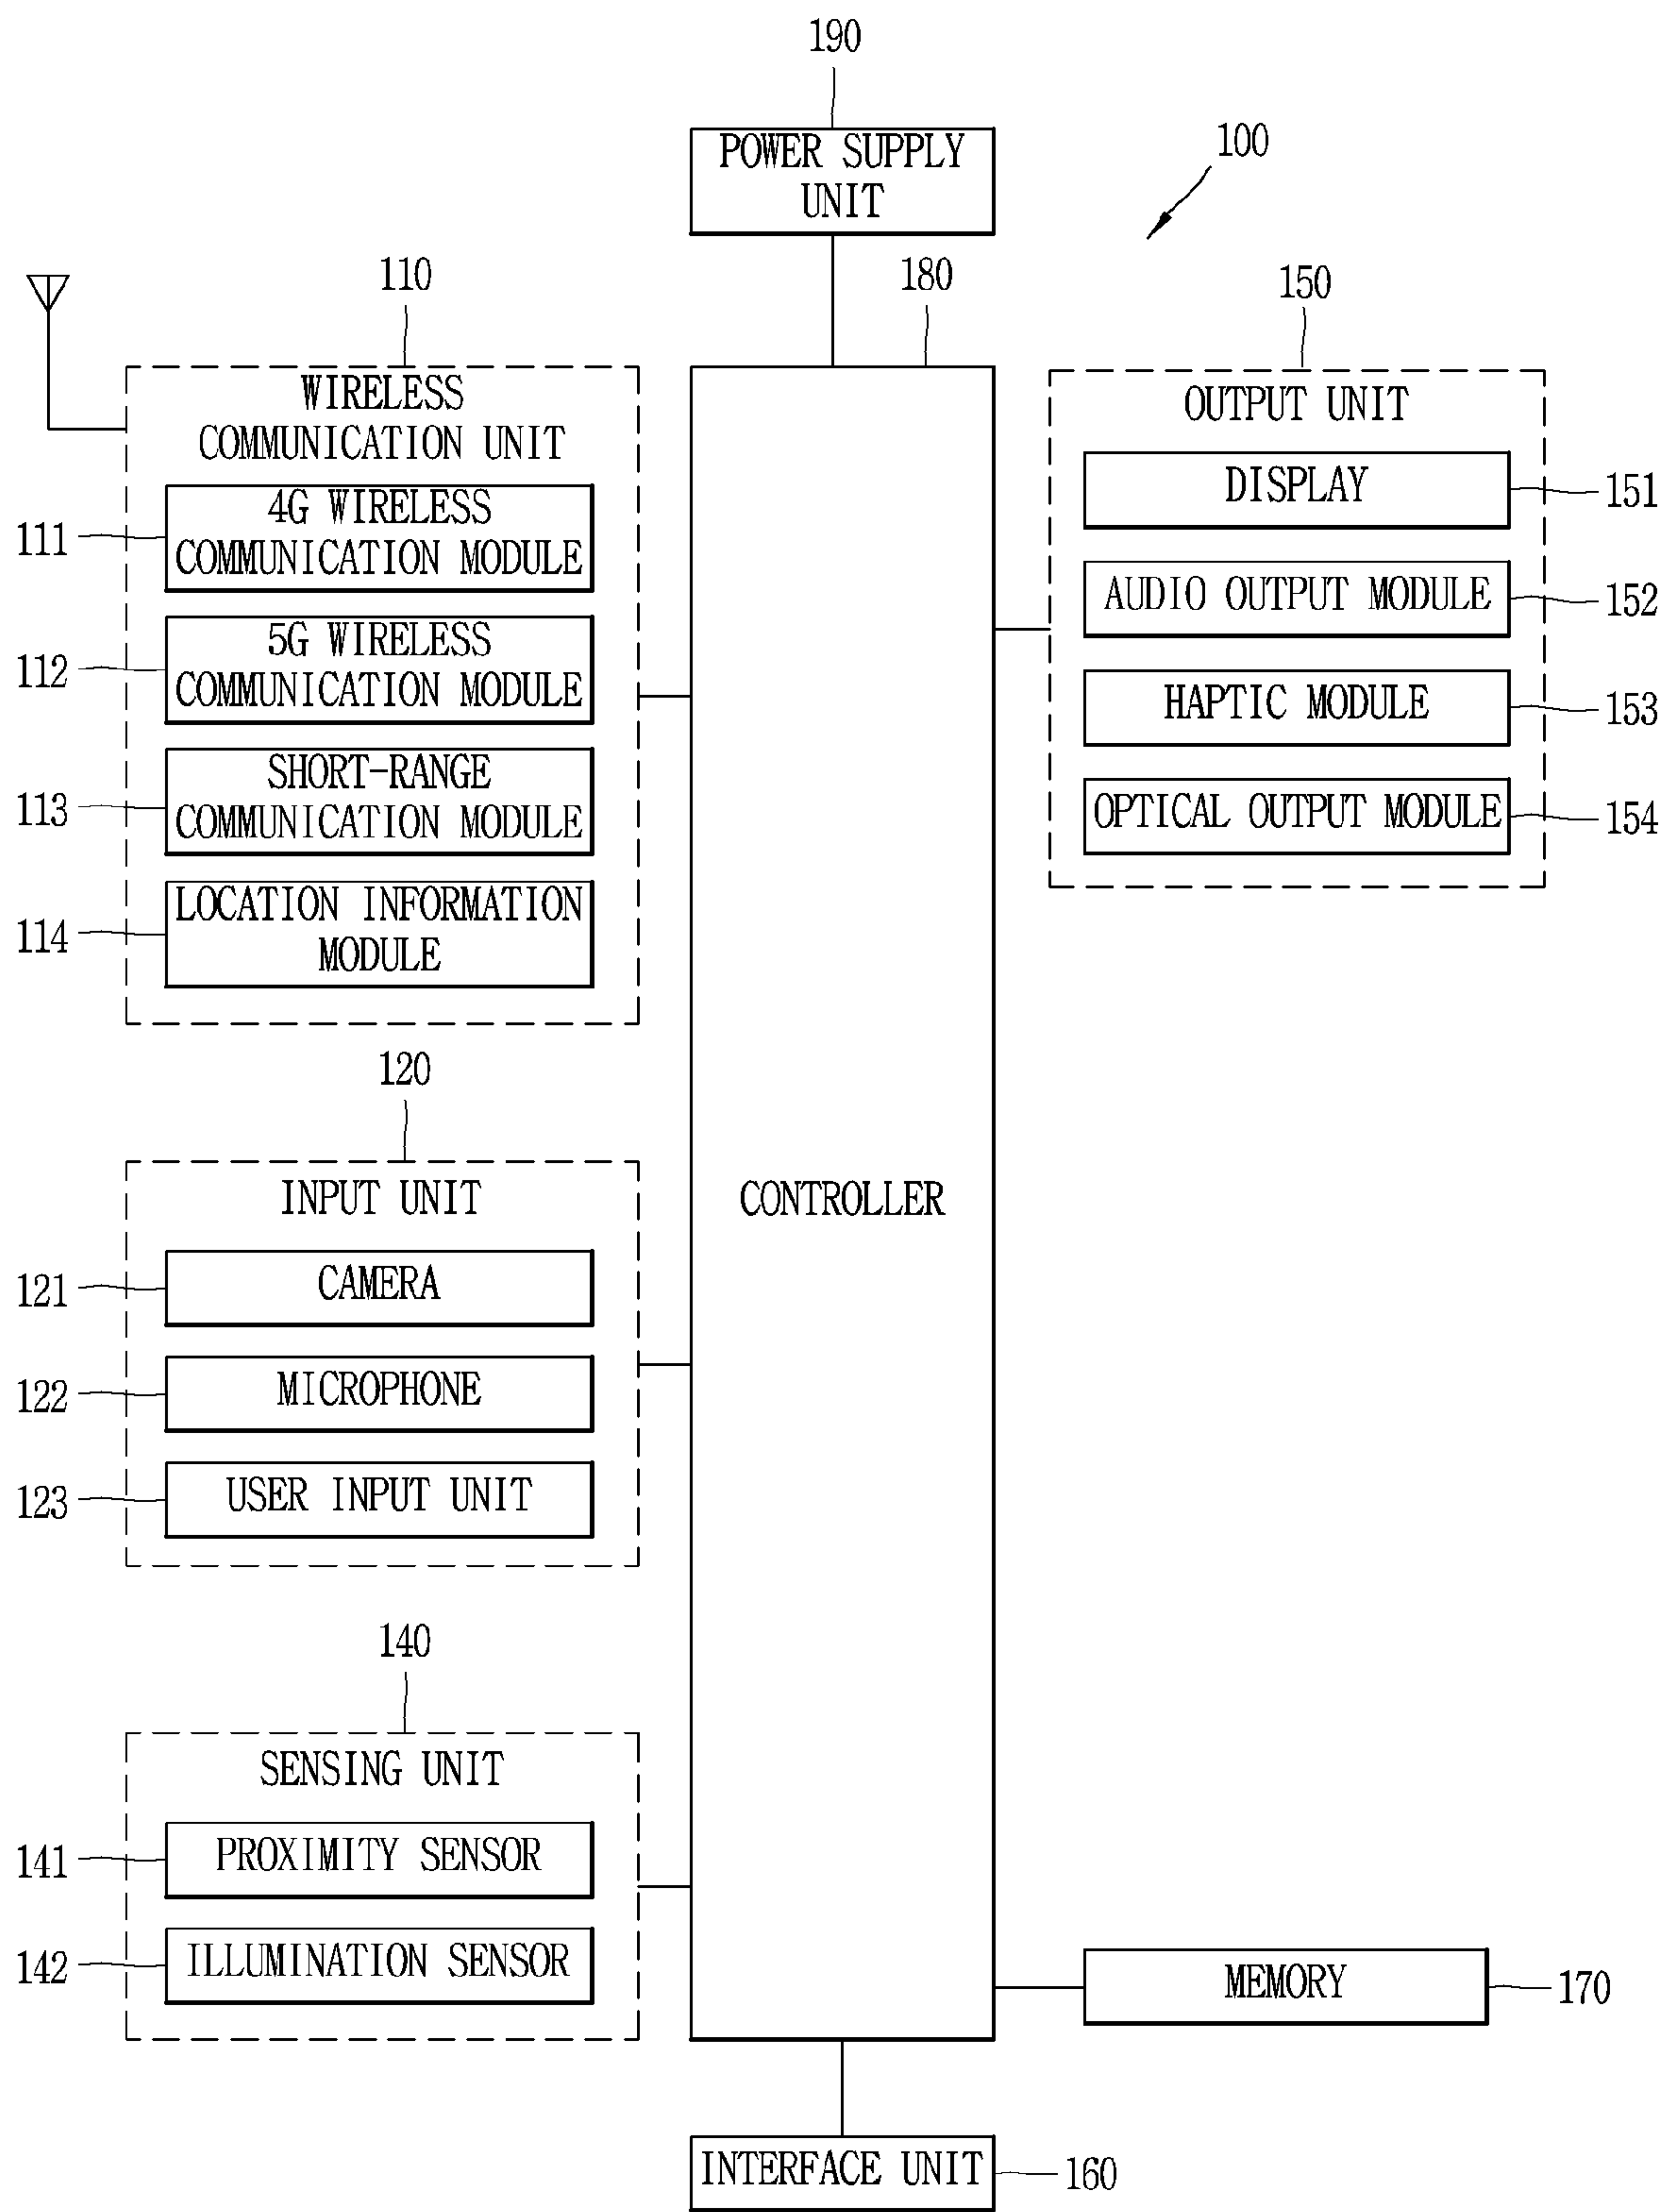 190
POWER SUPPLY
UNIT
100
110
180
150
WIRELESS
COMMUNICATION UNIT
111
4G WIRELESS
COMMUNICATION MODULE
112
5G WIRELESS
COMMUNICATION MODULE
113
SHORT-RANGE
COMMUNICATION MODULE
114
LOCATION INFORMATION
MODULE
OUTPUT UNIT
DISPLAY
151
AUDIO OUTPUT MODULE
152
HAPTIC MODULE
153
OPTICAL OUTPUT MODULE
154
120
INPUT UNIT
121
CAMERA
122
MICROPHONE
123
USER INPUT UNIT
CONTROLLER
140
SENSING UNIT
141
PROXIMITY SENSOR
142
ILLUMINATION SENSOR
MEMORY
170
INTERFACE UNIT
160